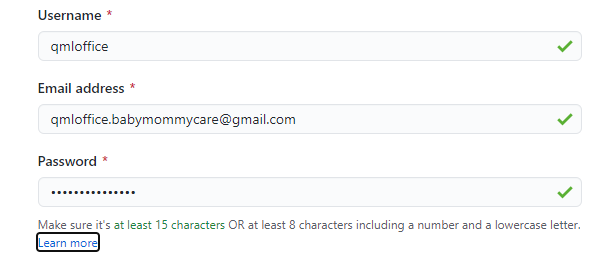 Username *
qmloffice
Email address *
qmloffice.babymommycare@gmail.com
Password *
•••••••••••••••
Make sure it's at least 15 characters OR at least 8 characters including a number and a lowercase letter.
Learn more